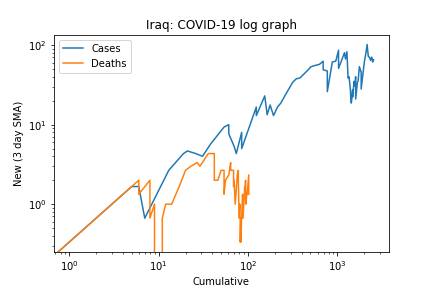 Iraq: COVID-19 log graph
Cases
Deaths
New (3 day SMA)
10²
10¹
10⁰
10⁰ 10¹ 10² 10³
Cumulative